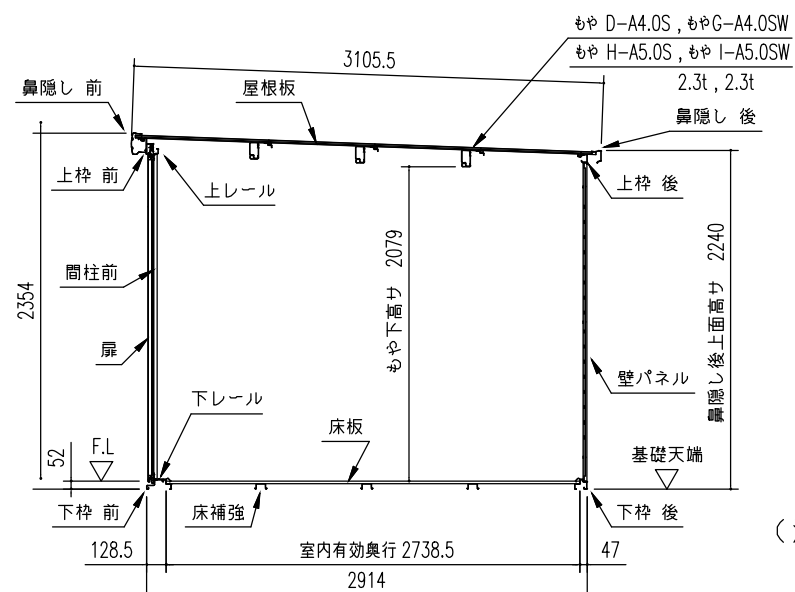 もや D-A4.0S , もやG-A4.0SW
もや H-A5.0S , もや I-A5.0SW
2.3t , 2.3t
3105.5
鼻隠し 前
屋根板
鼻隠し 後
上枠 前
上レール
上枠 後
間柱前
2354
もや下高サ 2079
鼻隠し後上面高サ 2240
扉
壁パネル
下レール
床板
F.L
52
基礎天端
下枠 前
床補強
下枠 後
128.5
室内有効奥行 2738.5
47
2914
(